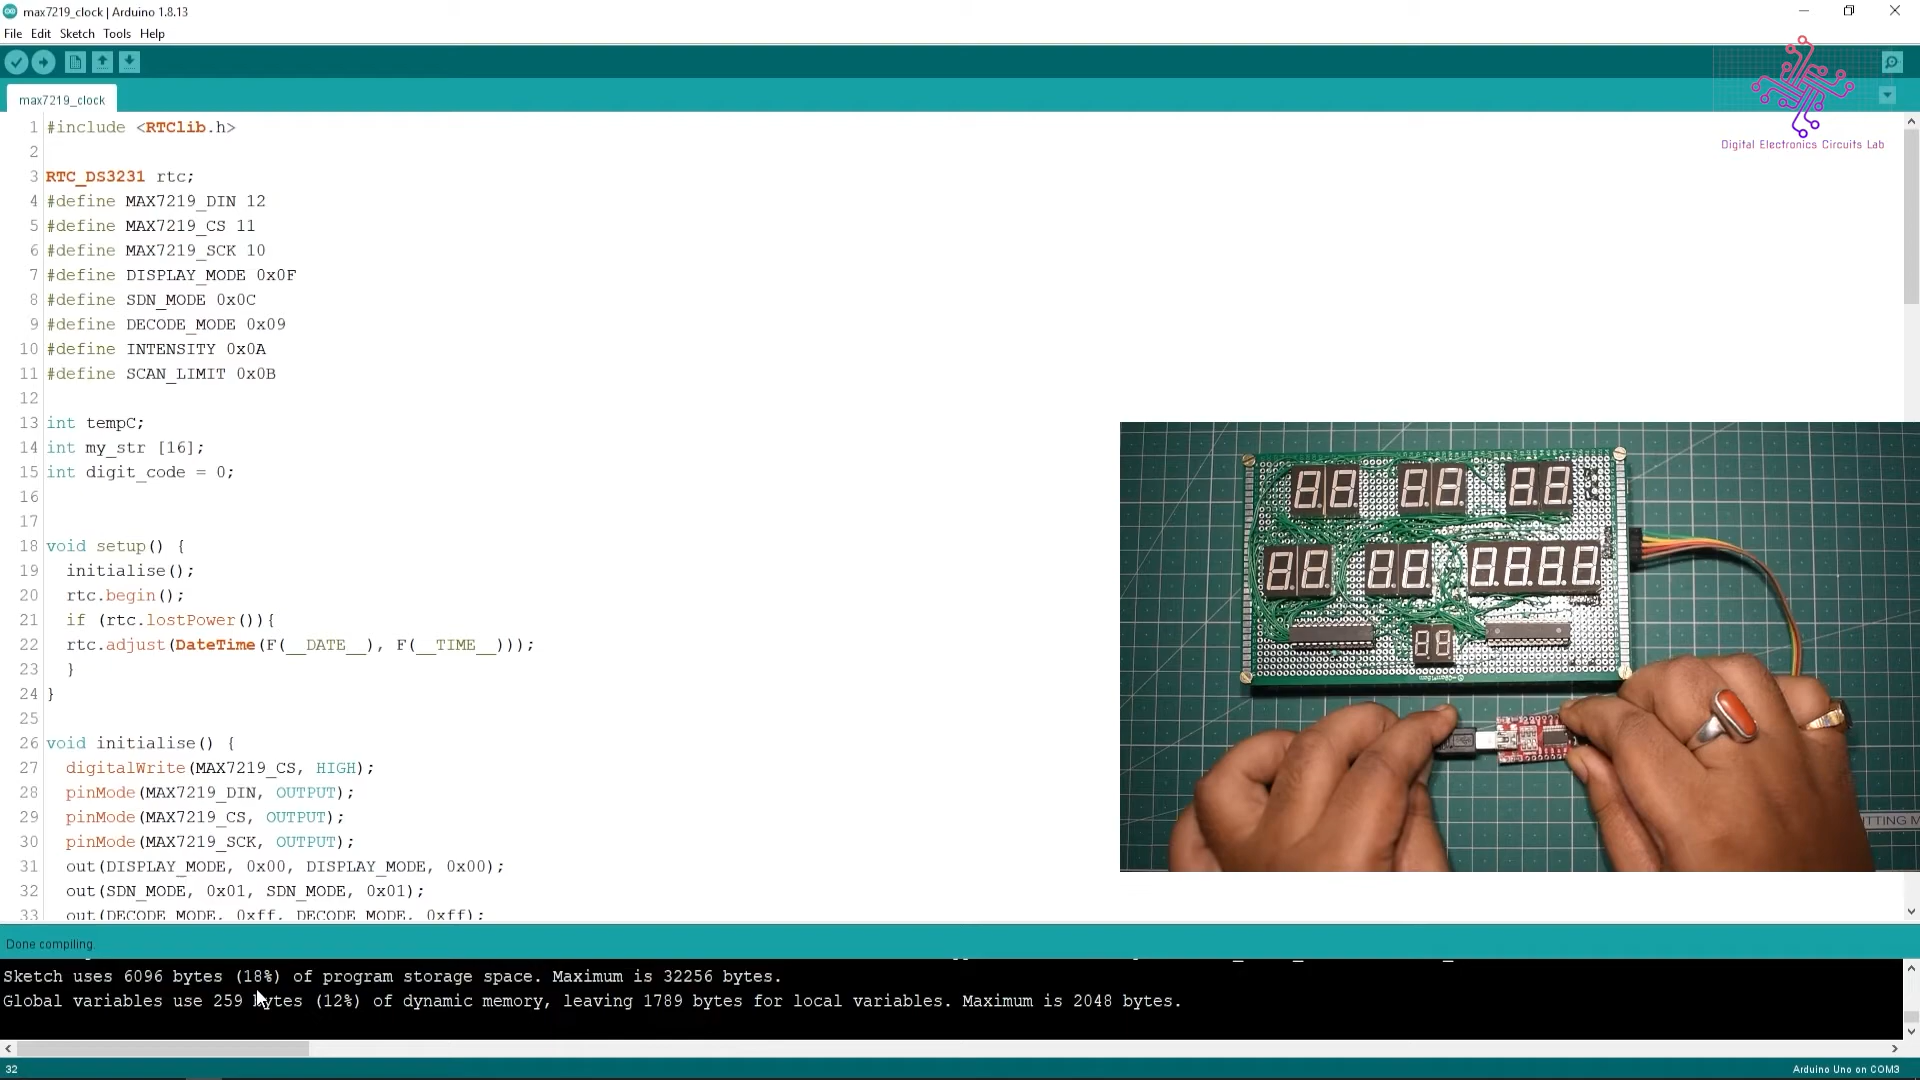 max7219_clock | Arduino 1.8.13
File Edit Sketch Tools Help
max7219_clock
Digital Electronics Circuits Lab
1 #include <RTClib.h>
2
3 RTC_DS3231 rtc;
4 #define MAX7219_DIN 12
5 #define MAX7219_CS 11
6 #define MAX7219_SCK 10
7 #define DISPLAY_MODE 0x0F
8 #define SDN_MODE 0x0C
9 #define DECODE_MODE 0x09
10 #define INTENSITY 0x0A
11 #define SCAN_LIMIT 0x0B
12
13 int tempC;
14 int my_str [16];
15 int digit_code = 0;
16
17
18 void setup() {
19 initialise();
20 rtc.begin();
21 if (rtc.lostPower()){
22 rtc.adjust(DateTime(F(__DATE__), F(__TIME__)));
23 }
24 }
25
26 void initialise() {
27 digitalWrite(MAX7219_CS, HIGH);
28 pinMode(MAX7219_DIN, OUTPUT);
29 pinMode(MAX7219_CS, OUTPUT);
30 pinMode(MAX7219_SCK, OUTPUT);
31 out(DISPLAY_MODE, 0x00, DISPLAY_MODE, 0x00);
32 out(SDN_MODE, 0x01, SDN_MODE, 0x01);
33 out(DECODE_MODE, 0xff, DECODE_MODE, 0xff);
Done compiling.
Sketch uses 6096 bytes (18%) of program storage space. Maximum is 32256 bytes.
Global variables use 259 bytes (12%) of dynamic memory, leaving 1789 bytes for local variables. Maximum is 2048 bytes.
32
Arduino Uno on COM3